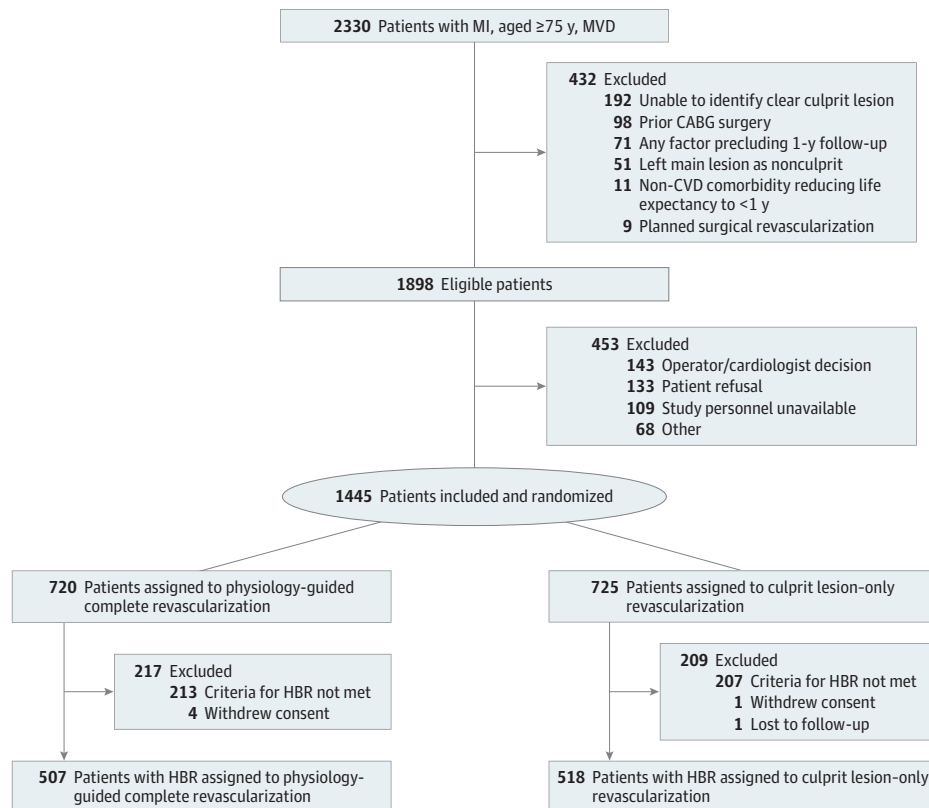 2330 Patients with MI, aged ≥75 y, MVD
432 Excluded
192 Unable to identify clear culprit lesion
98 Prior CABG surgery
71 Any factor precluding 1-y follow-up
51 Left main lesion as nonculprit
11 Non-CVD comorbidity reducing life
expectancy to <1 y
9 Planned surgical revascularization
1898 Eligible patients
453 Excluded
143 Operator/cardiologist decision
133 Patient refusal
109 Study personnel unavailable
68 Other
1445 Patients included and randomized
720 Patients assigned to physiology-guided
complete revascularization
725 Patients assigned to culprit lesion-only
revascularization
217 Excluded
213 Criteria for HBR not met
4 Withdrew consent
209 Excluded
207 Criteria for HBR not met
1 Withdrew consent
1 Lost to follow-up
507 Patients with HBR assigned to physiology-
guided complete revascularization
518 Patients with HBR assigned to culprit lesion-only
revascularization